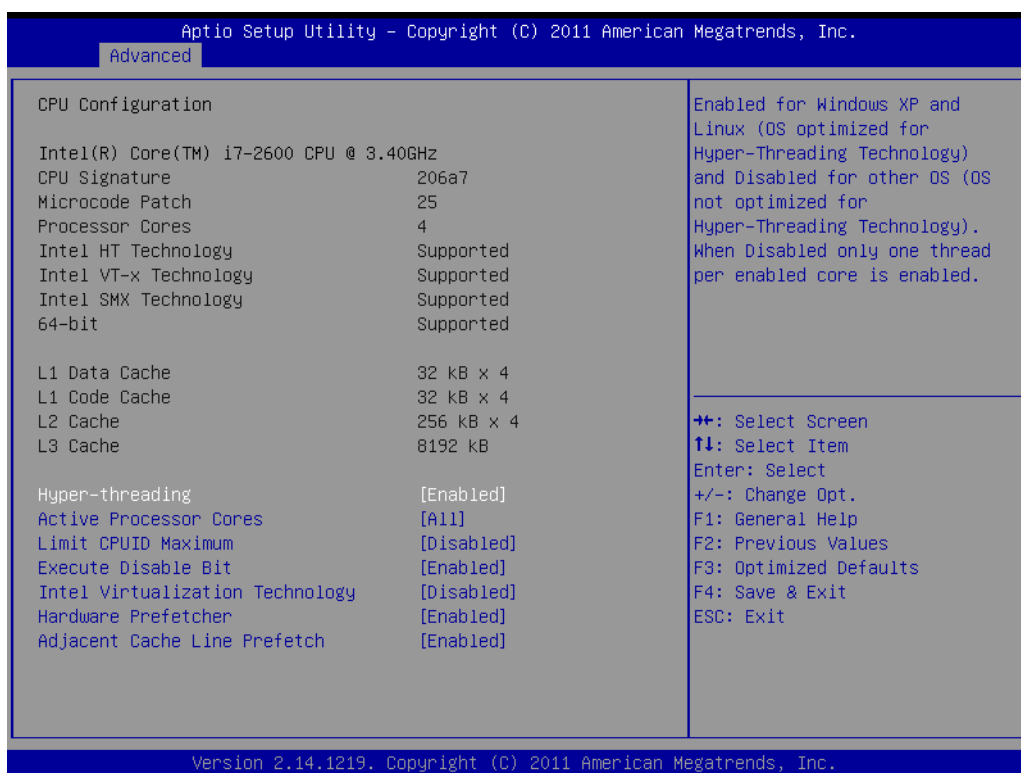 Aptio Setup Utility – Copyright (C) 2011 American Megatrends, Inc.
Advanced
CPU Configuration
Intel(R) Core(TM) i7-2600 CPU @ 3.40GHz
CPU Signature 206a7
Microcode Patch 25
Processor Cores 4
Intel HT Technology Supported
Intel VT-x Technology Supported
Intel SMX Technology Supported
64-bit Supported
L1 Data Cache 32 kB x 4
L1 Code Cache 32 kB x 4
L2 Cache 256 kB x 4
L3 Cache 8192 kB
Hyper-threading [Enabled]
Active Processor Cores [All]
Limit CPUID Maximum [Disabled]
Execute Disable Bit [Enabled]
Intel Virtualization Technology [Disabled]
Hardware Prefetcher [Enabled]
Adjacent Cache Line Prefetch [Enabled]
Enabled for Windows XP and
Linux (OS optimized for
Hyper-Threading Technology)
and Disabled for other OS (OS
not optimized for
Hyper-Threading Technology).
When Disabled only one thread
per enabled core is enabled.
→←: Select Screen
↑↓: Select Item
Enter: Select
+/-: Change Opt.
F1: General Help
F2: Previous Values
F3: Optimized Defaults
F4: Save & Exit
ESC: Exit
Version 2.14.1219. Copyright (C) 2011 American Megatrends, Inc.